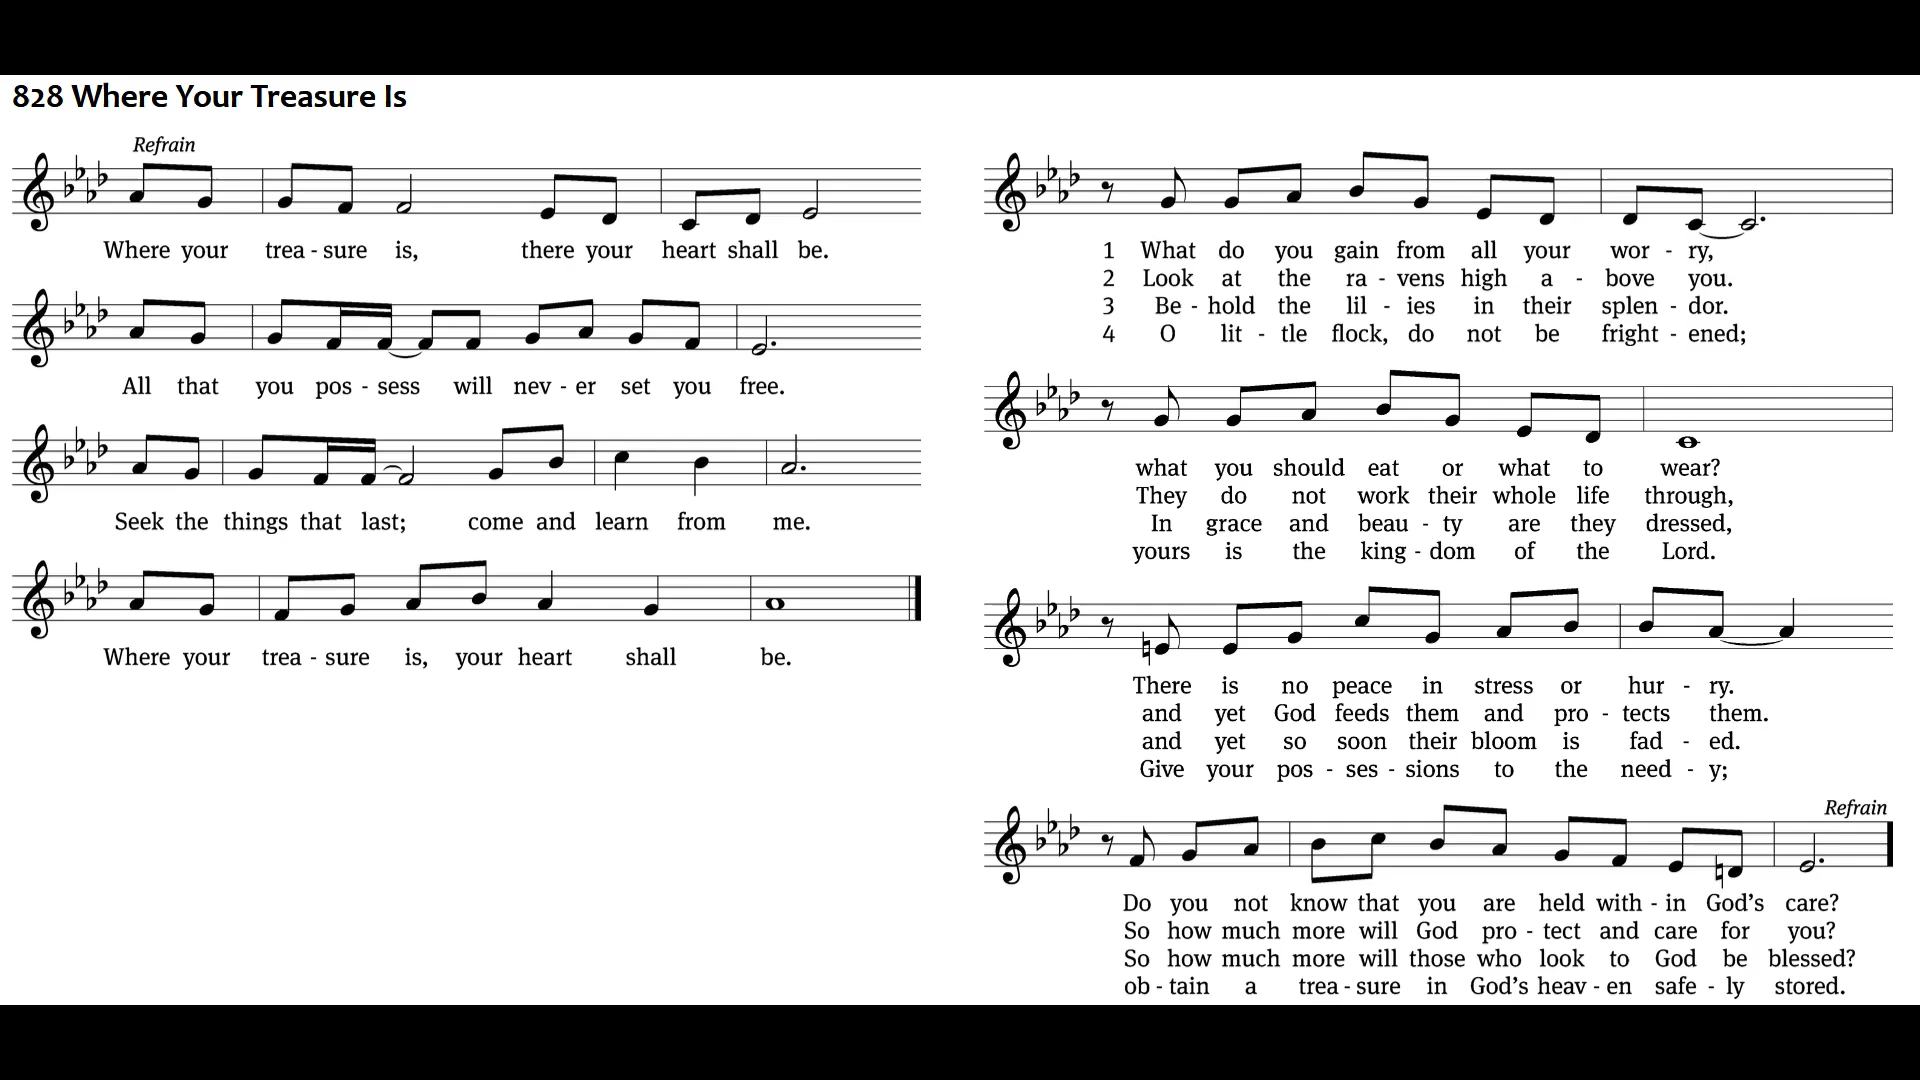 828 Where Your Treasure Is
Refrain
Where your trea - sure is, there your heart shall be.
All that you pos - sess will nev - er set you free.
Seek the things that last; come and learn from me.
Where your trea - sure is, your heart shall be.
1 What do you gain from all your wor - ry,
2 Look at the ra - vens high a - bove you.
3 Be - hold the lil - ies in their splen - dor.
4 O lit - tle flock, do not be fright - ened;
what you should eat or what to wear?
They do not work their whole life through,
In grace and beau - ty are they dressed,
yours is the king - dom of the Lord.
There is no peace in stress or hur - ry.
and yet God feeds them and pro - tects them.
and yet so soon their bloom is fad - ed.
Give your pos - ses - sions to the need - y;
Refrain
Do you not know that you are held with - in God's care?
So how much more will God pro - tect and care for you?
So how much more will those who look to God be blessed?
ob - tain a trea - sure in God's heav - en safe - ly stored.